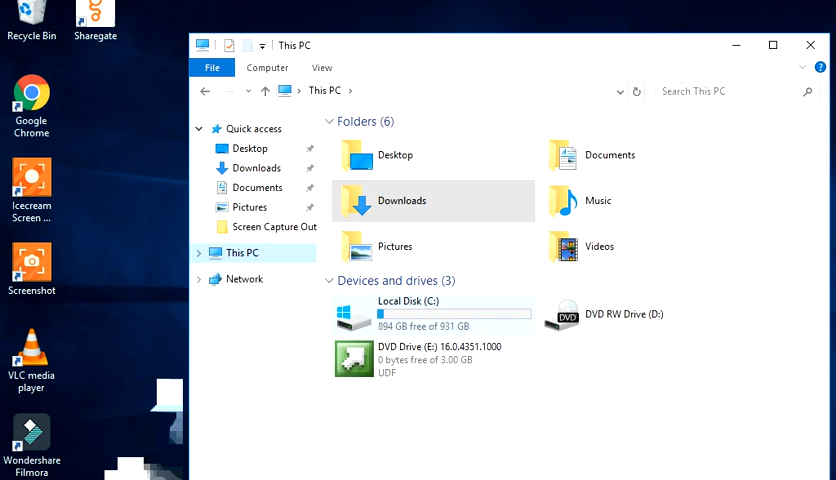 Recycle Bin
Sharegate
Google
Chrome
Icecream
Screen ...
Screenshot
VLC media
player
Wondershare
Filmora
This PC
File
Computer
View
This PC
Search This PC
Quick access
Desktop
Downloads
Documents
Pictures
Screen Capture Out
This PC
Network
Folders (6)
Desktop
Documents
Downloads
Music
Pictures
Videos
Devices and drives (3)
Local Disk (C:)
894 GB free of 931 GB
DVD
DVD RW Drive (D:)
DVD Drive (E:) 16.0.4351.1000
0 bytes free of 3.00 GB
UDF